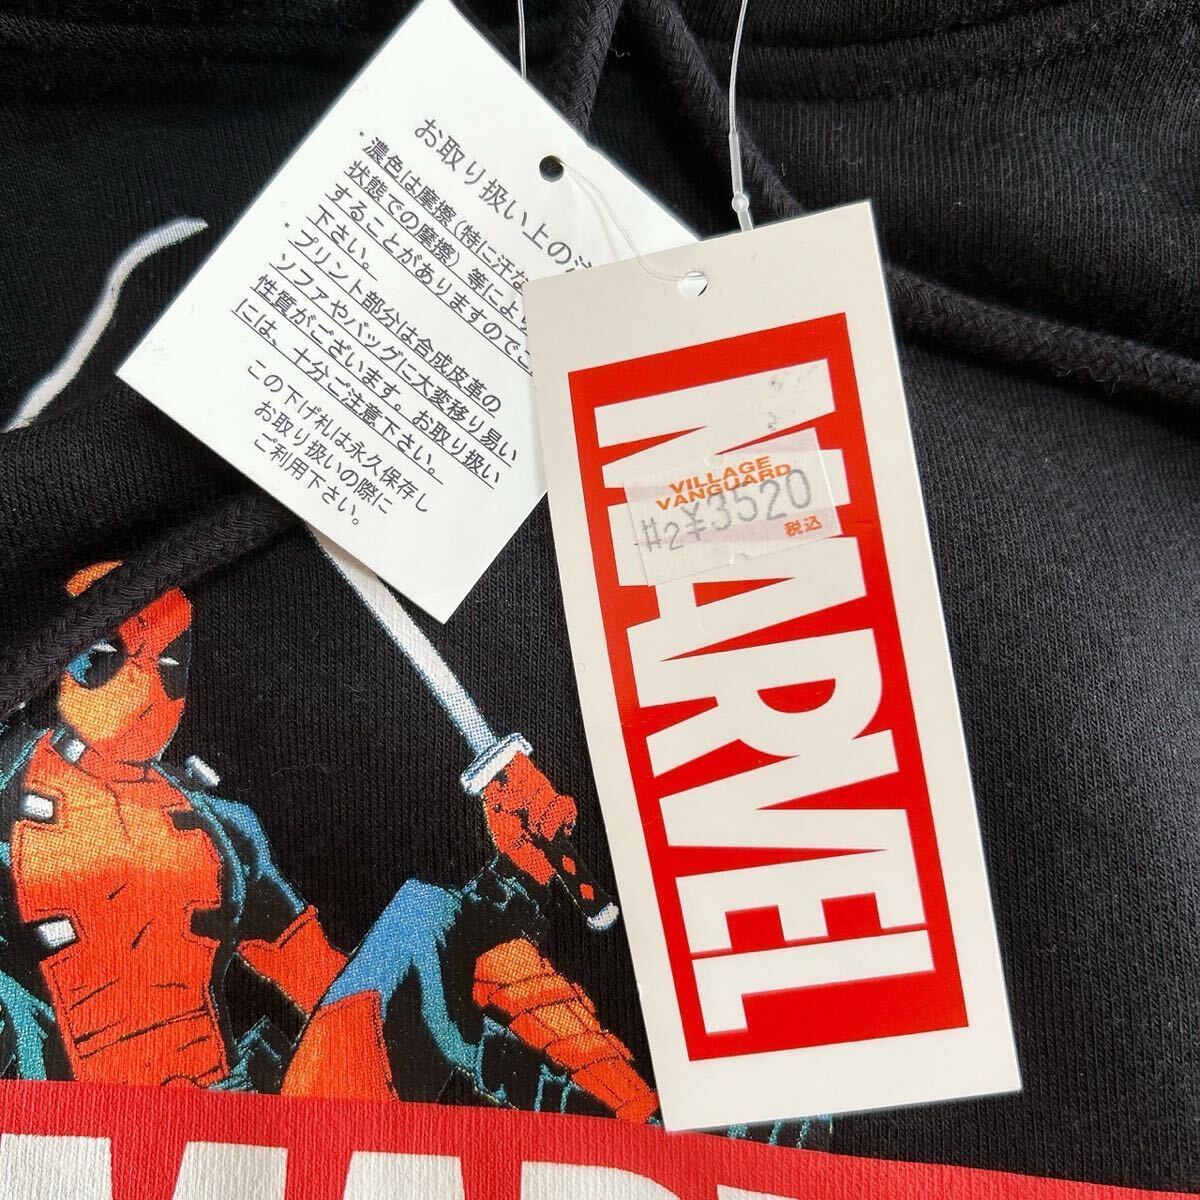 お取り扱い上の
・濃色は摩擦(特に汗
状態での摩擦)等によ
することがありますのでご
下さい。
・プリント部分は合成皮革の
ソファやバッグに大変移り易い
性質がございます。お取り扱い
には、十分ご注意下さい。
この下げ札は永久保存し
お取り扱いの際に
ご利用下さい。
MARVEL
VILLAGE
VANGUARD
#2 ¥3520
税込